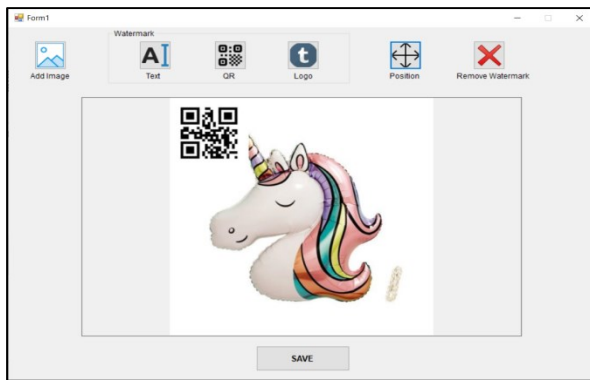 Form1
Watermark
Add Image
Text
QR
Logo
Position
Remove Watermark
SAVE